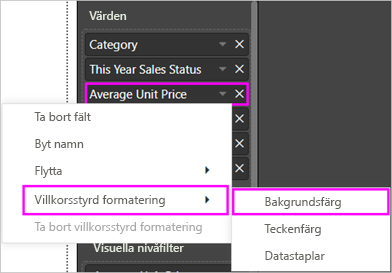 Värden
Category
This Year Sales Status
Average Unit Price
Ta bort fält
Byt namn
Flytta
Villkorsstyrd formatering
Ta bort villkorsstyrd formatering
Bakgrundsfärg
Teckenfärg
Datastaplar
Visuella nivåfilter